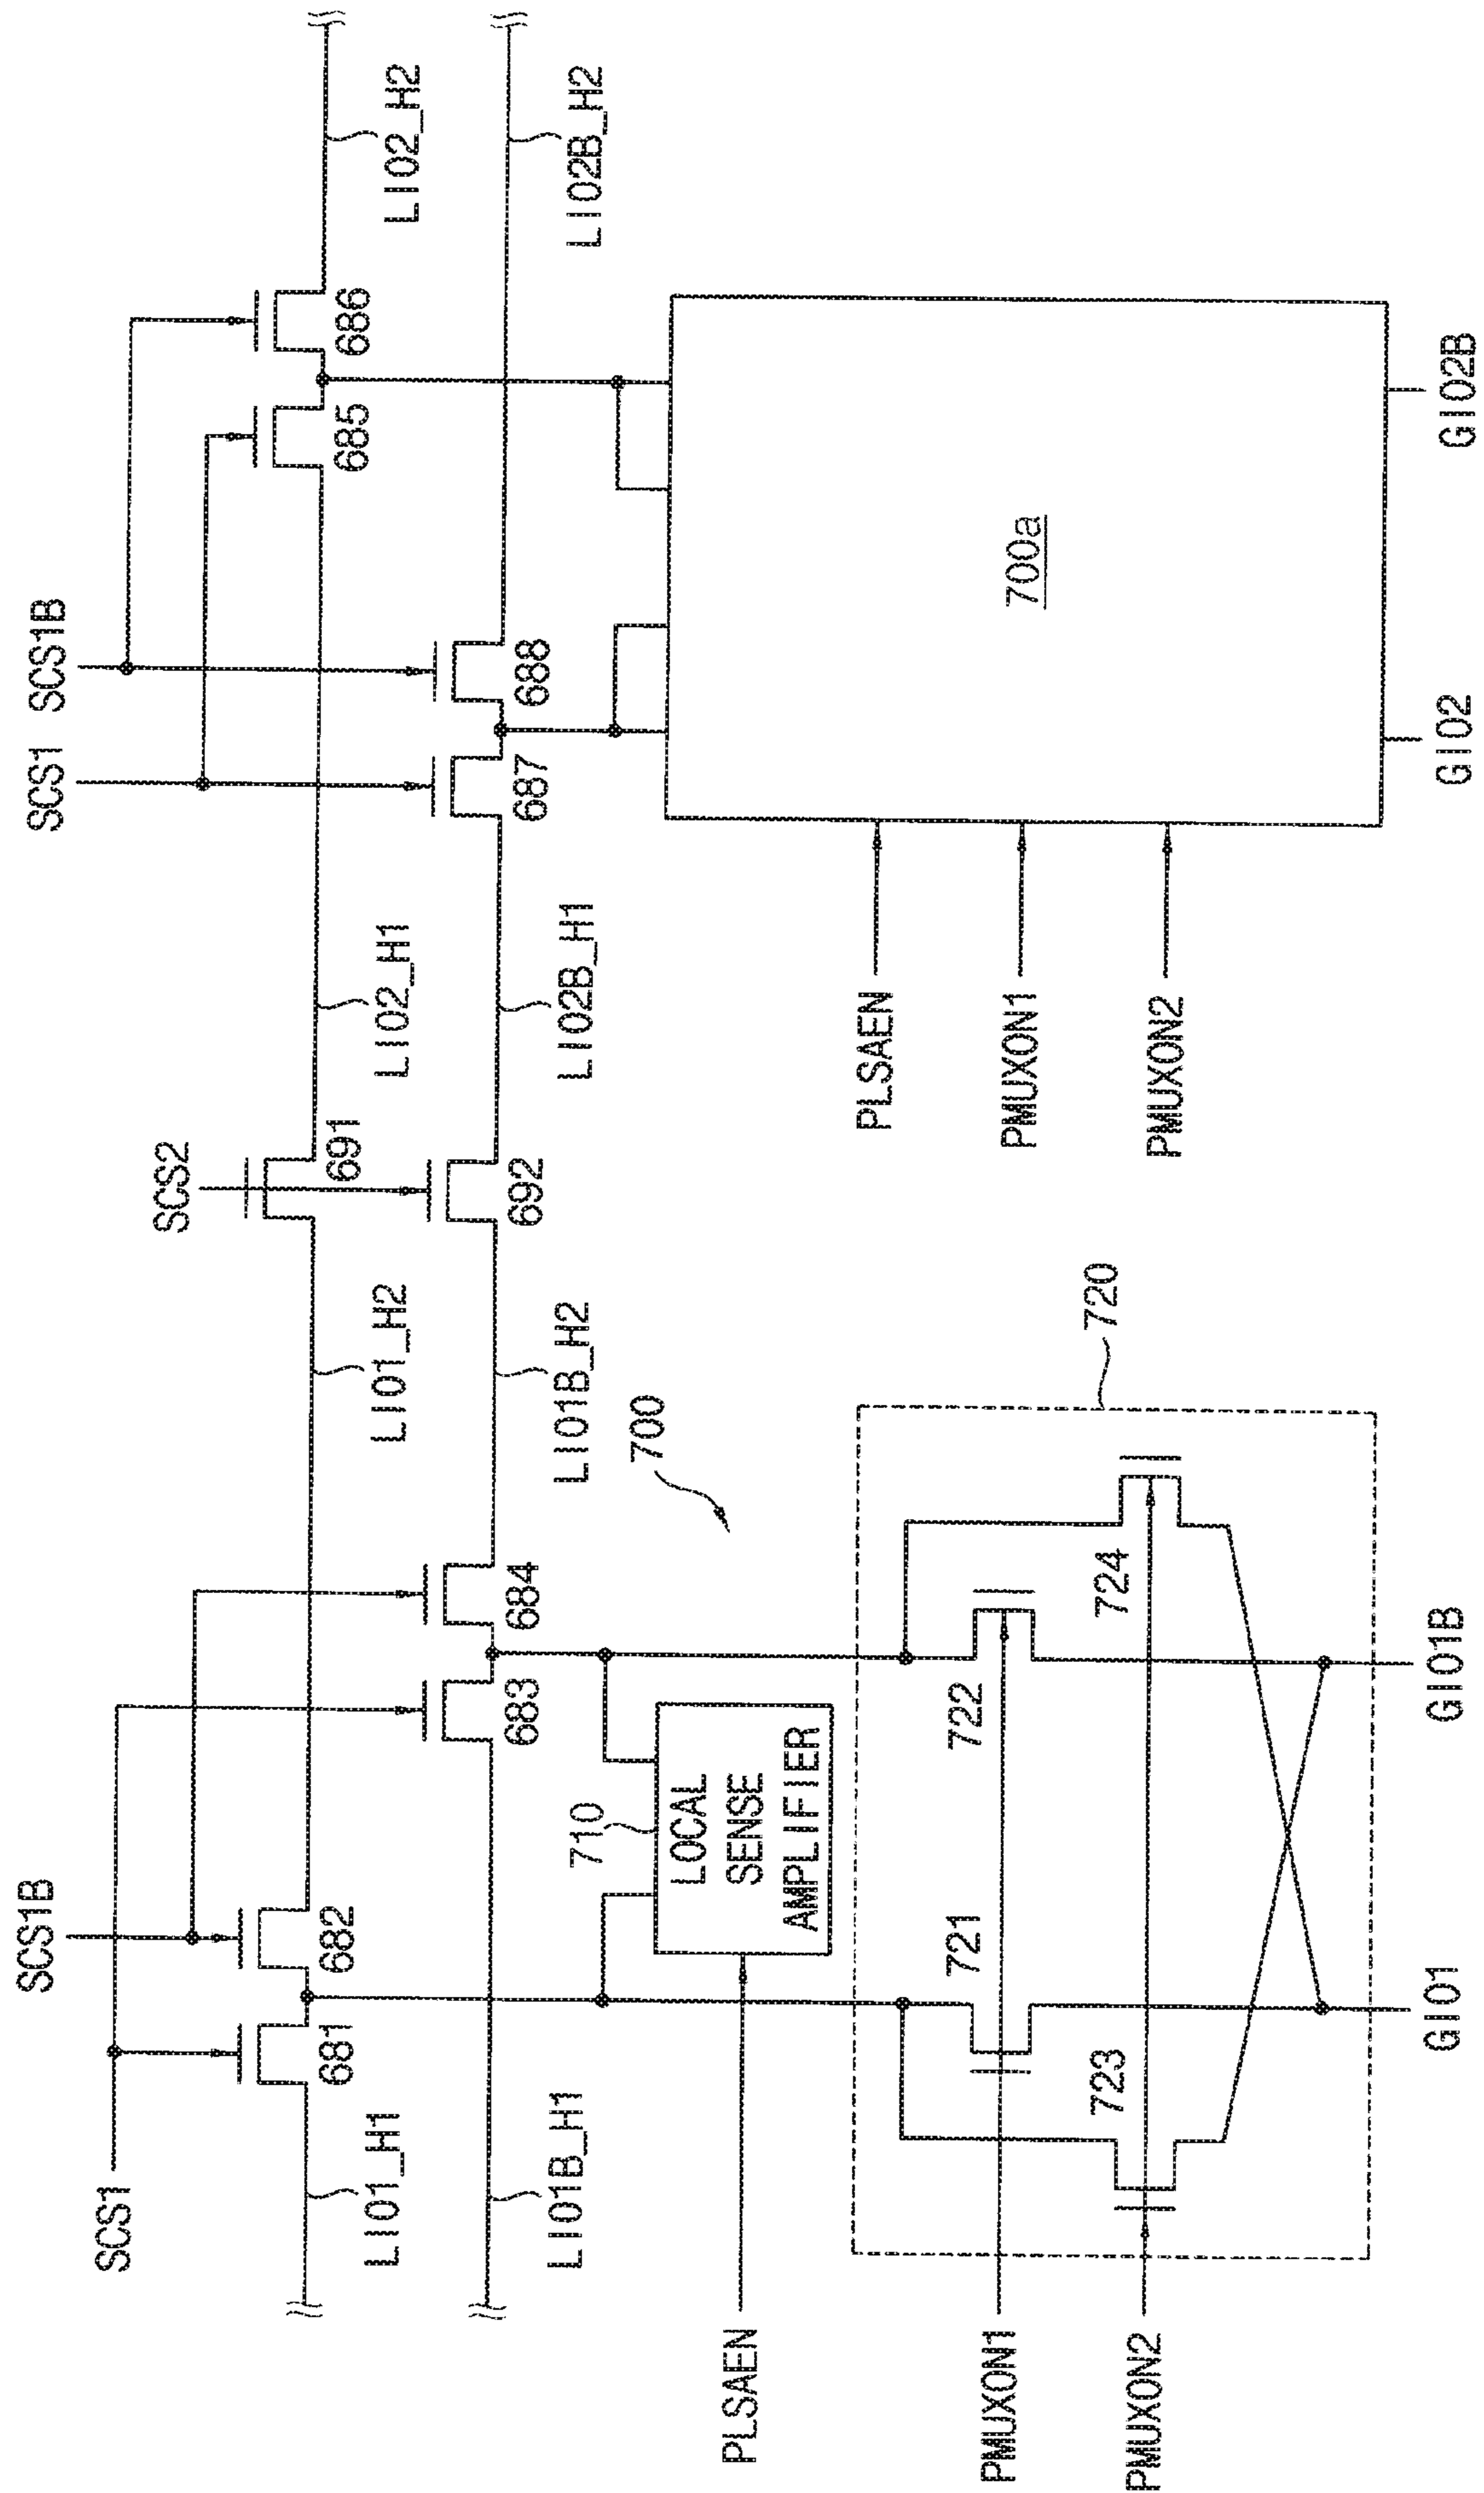 SCS1
SCS1B
SCS2
SCS1
SCS1B
681
682
691
685
686
LIO1_H1
LIO1_H2
LIO2_H1
LIO2_H2
683
684
692
687
688
LIO1B_H1
LIO1B_H2
LIO2B_H1
LIO2B_H2
700
710
LOCAL
SENSE
AMPLIFIER
PLSAEN
PLSAEN
721
722
PMUXON1
PMUXON1
700a
723
724
720
PMUXON2
PMUXON2
GIO1
GIO1B
GIO2
GIO2B